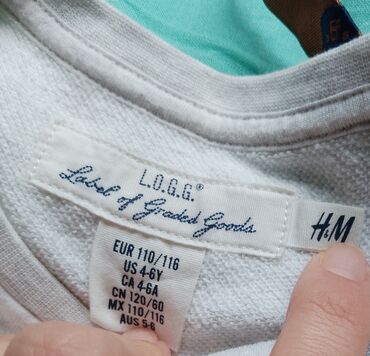 L.O.G.G.®
Label of Graded Goods
H&M
EUR 110/116
US 4-6Y
CA 4-6A
CN 120/60
MX 110/116
AUS 5-6